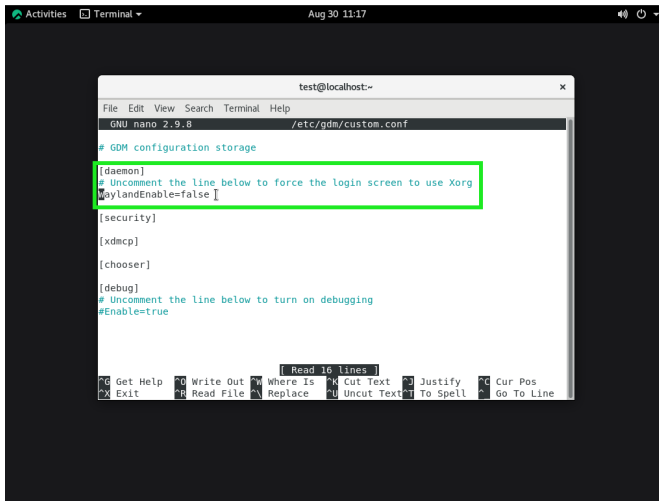 Activities Terminal Aug 30 11:17
test@localhost:~ ×
File Edit View Search Terminal Help
GNU nano 2.9.8 /etc/gdm/custom.conf
# GDM configuration storage
[daemon]
# Uncomment the line below to force the login screen to use Xorg
WaylandEnable=false
[security]
[xdmcp]
[chooser]
[debug]
# Uncomment the line below to turn on debugging
#Enable=true
[ Read 16 lines ]
^G Get Help ^O Write Out ^W Where Is ^K Cut Text ^J Justify ^C Cur Pos
^X Exit ^R Read File ^\ Replace ^U Uncut Text ^T To Spell ^_ Go To Line